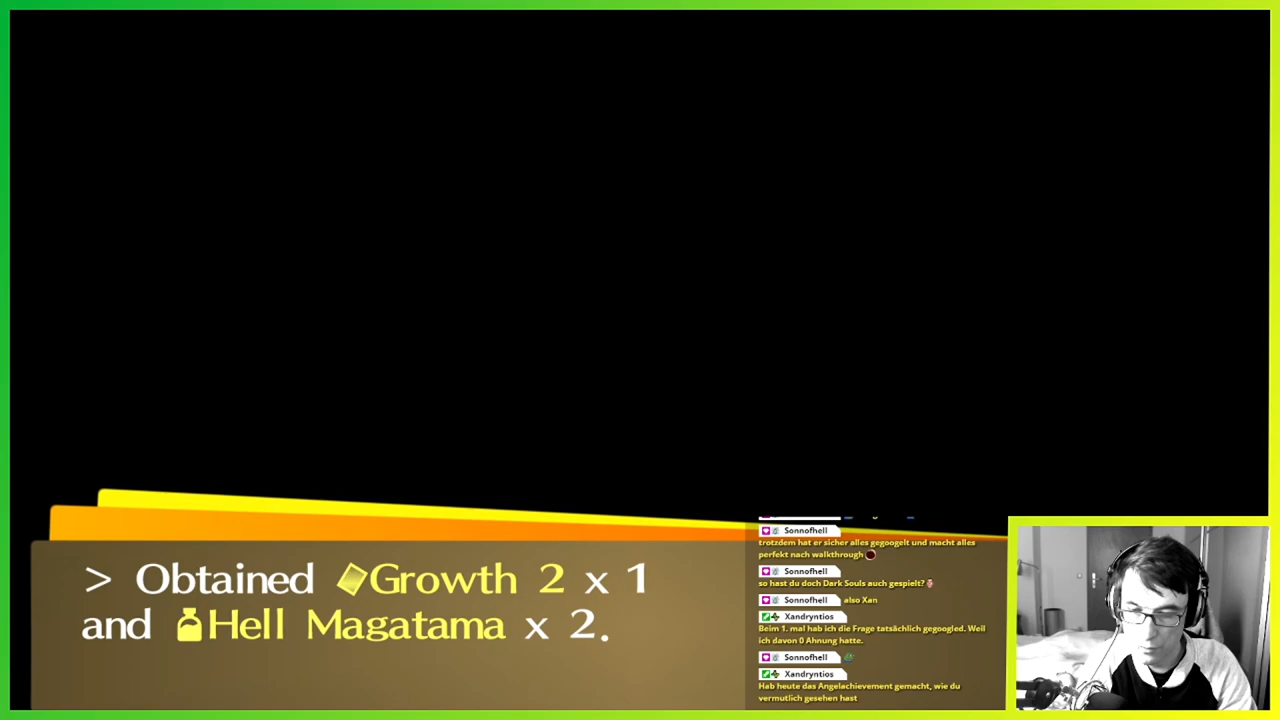 > Obtained Growth 2 x 1
and Hell Magatama x 2.
Sonnofhell
trotzdem hat er sicher alles gegoogelt und macht alles
perfekt nach walkthrough
Sonnofhell
so hast du doch Dark Souls auch gespielt?
Sonnofhell also Xan
Xandryntios
Beim 1. mal hab ich die Frage tatsächlich gegoogled. Weil
ich davon 0 Ahnung hatte.
Sonnofhell
Xandryntios
Hab heute das Angelachievement gemacht, wie du
vermutlich gesehen hast